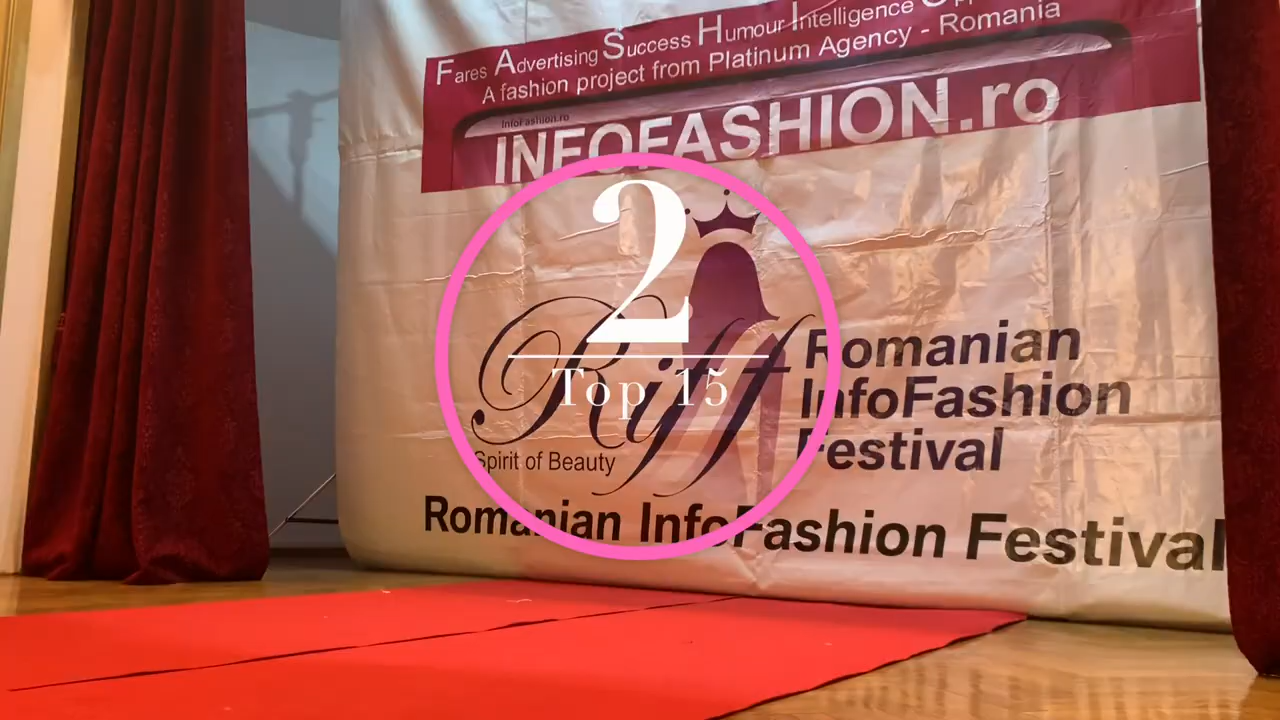 Fares Advertising Success Humour Intelligence
A fashion project from Platinum Agency - Romania
InfoFashion.ro
INFOFASHION.ro
2
Top 15
Riff
Spirit of Beauty
Romanian
InfoFashion
Festival
Romanian InfoFashion Festival